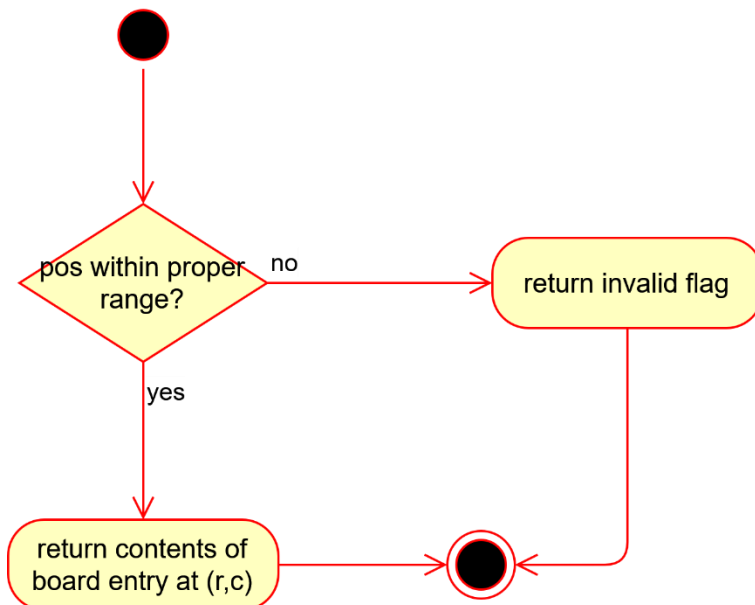 pos within proper
range?
no
return invalid flag
yes
return contents of
board entry at (r,c)